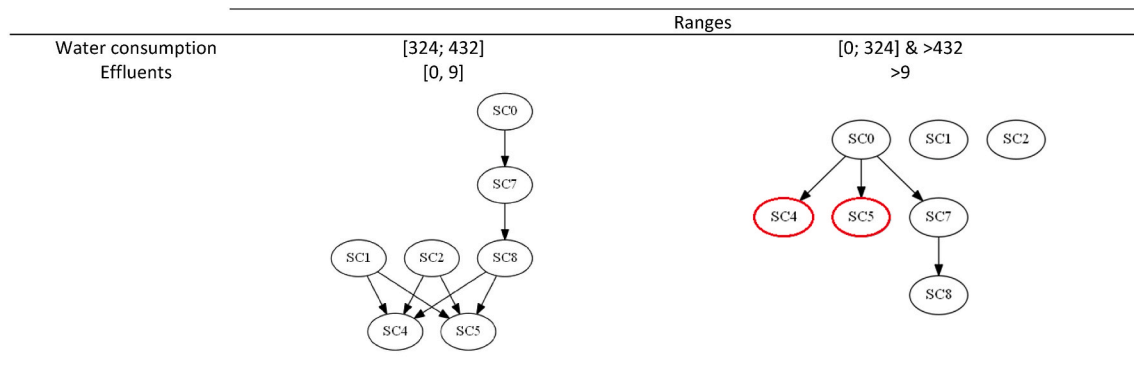 Ranges
Water consumption [324; 432] [0; 324] & >432
Effluents [0, 9] >9
SC0
SC7
SC1 SC2 SC8
SC4 SC5
SC0 SC1 SC2
SC4 SC5 SC7
SC8